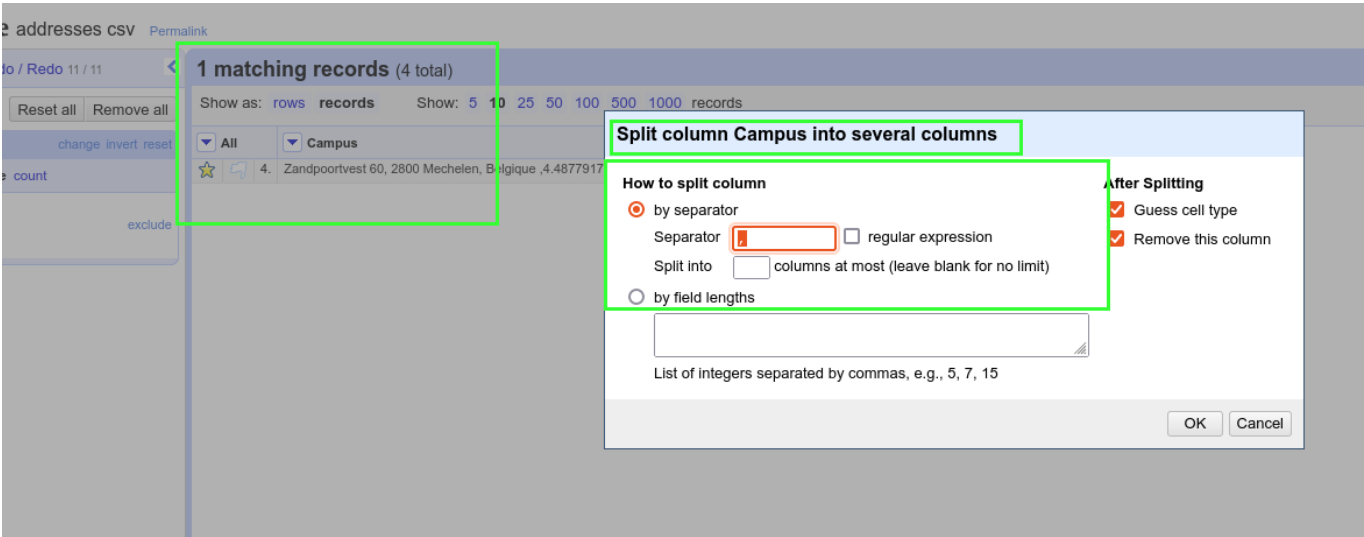 addresses csv Permalink
do / Redo 11 / 11
Reset all Remove all
change invert reset
count
exclude
1 matching records (4 total)
Show as: rows records Show: 5 10 25 50 100 500 1000 records
All Campus
4. Zandpoortvest 60, 2800 Mechelen, Belgique ,4.4877917
Split column Campus into several columns
How to split column
by separator
Separator ,
regular expression
Split into columns at most (leave blank for no limit)
by field lengths
List of integers separated by commas, e.g., 5, 7, 15
After Splitting
Guess cell type
Remove this column
OK Cancel